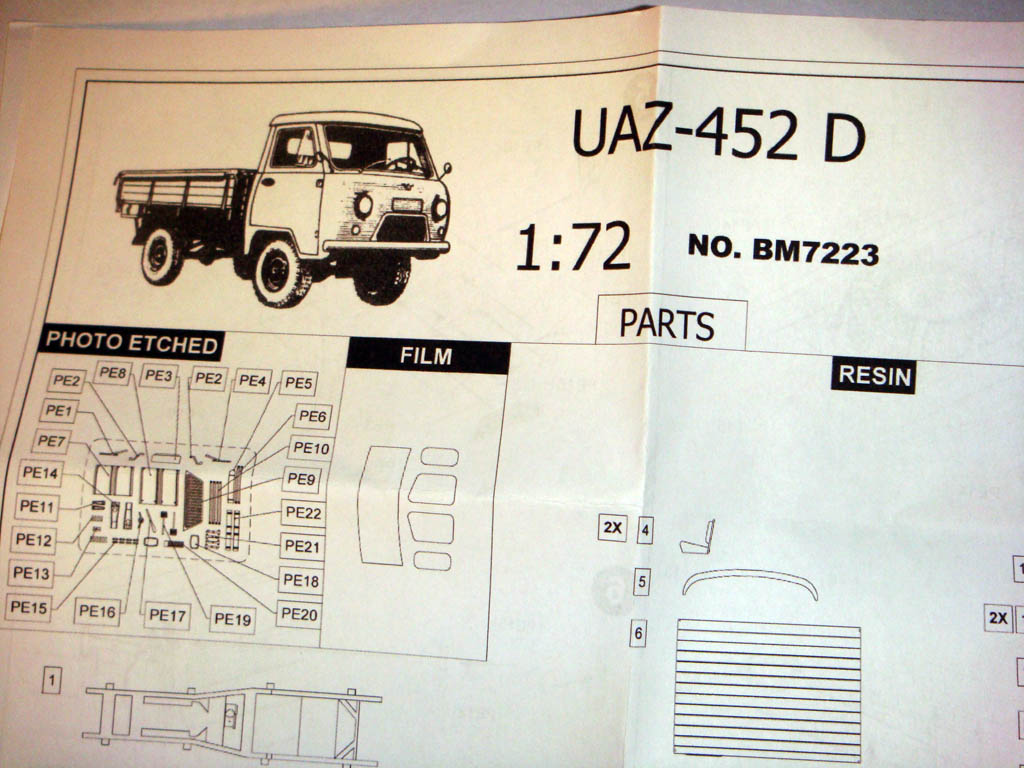 UAZ-452 D
1:72 NO. BM7223
PARTS
PHOTO ETCHED
FILM
RESIN
PE2 PE8 PE3 PE2 PE4 PE5
PE1
PE6
PE7
PE10
PE14
PE9
PE11
PE22
PE12
PE21
PE13
PE18
PE15 PE16 PE17 PE19 PE20
2X 4
5
6
2X
1